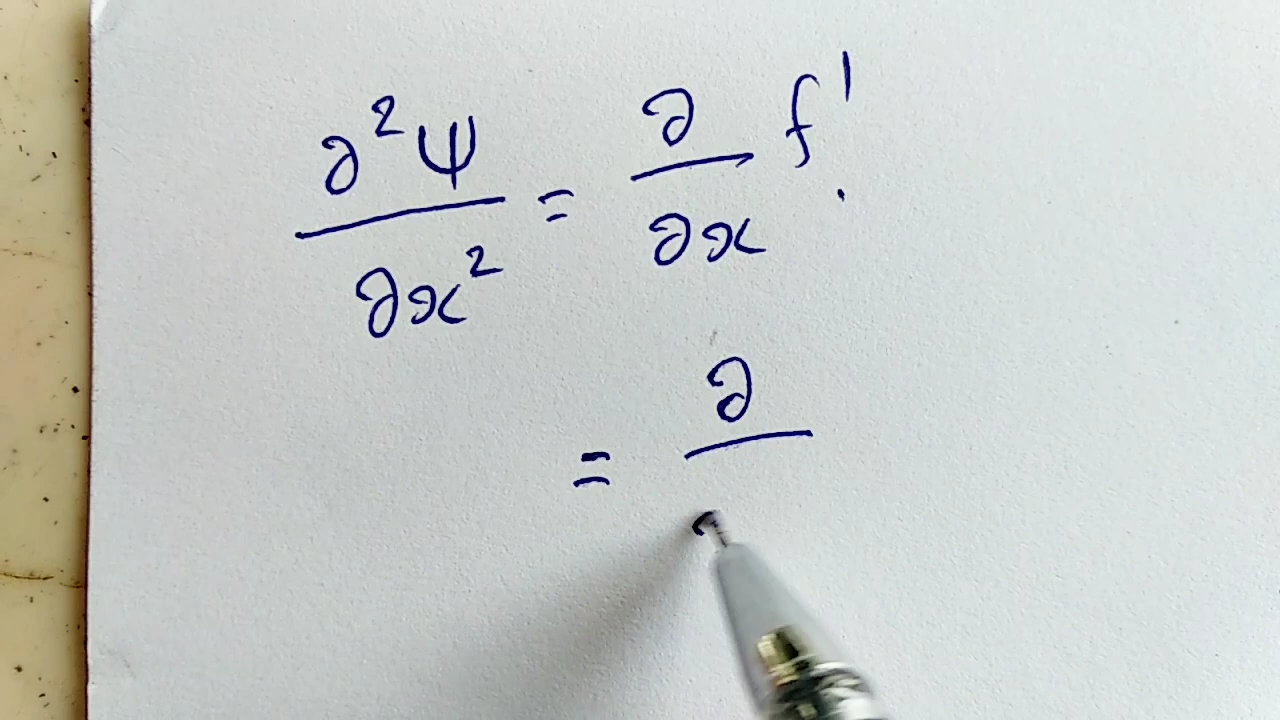 ∂²ψ/∂x² = ∂/∂x f'.
= ∂/